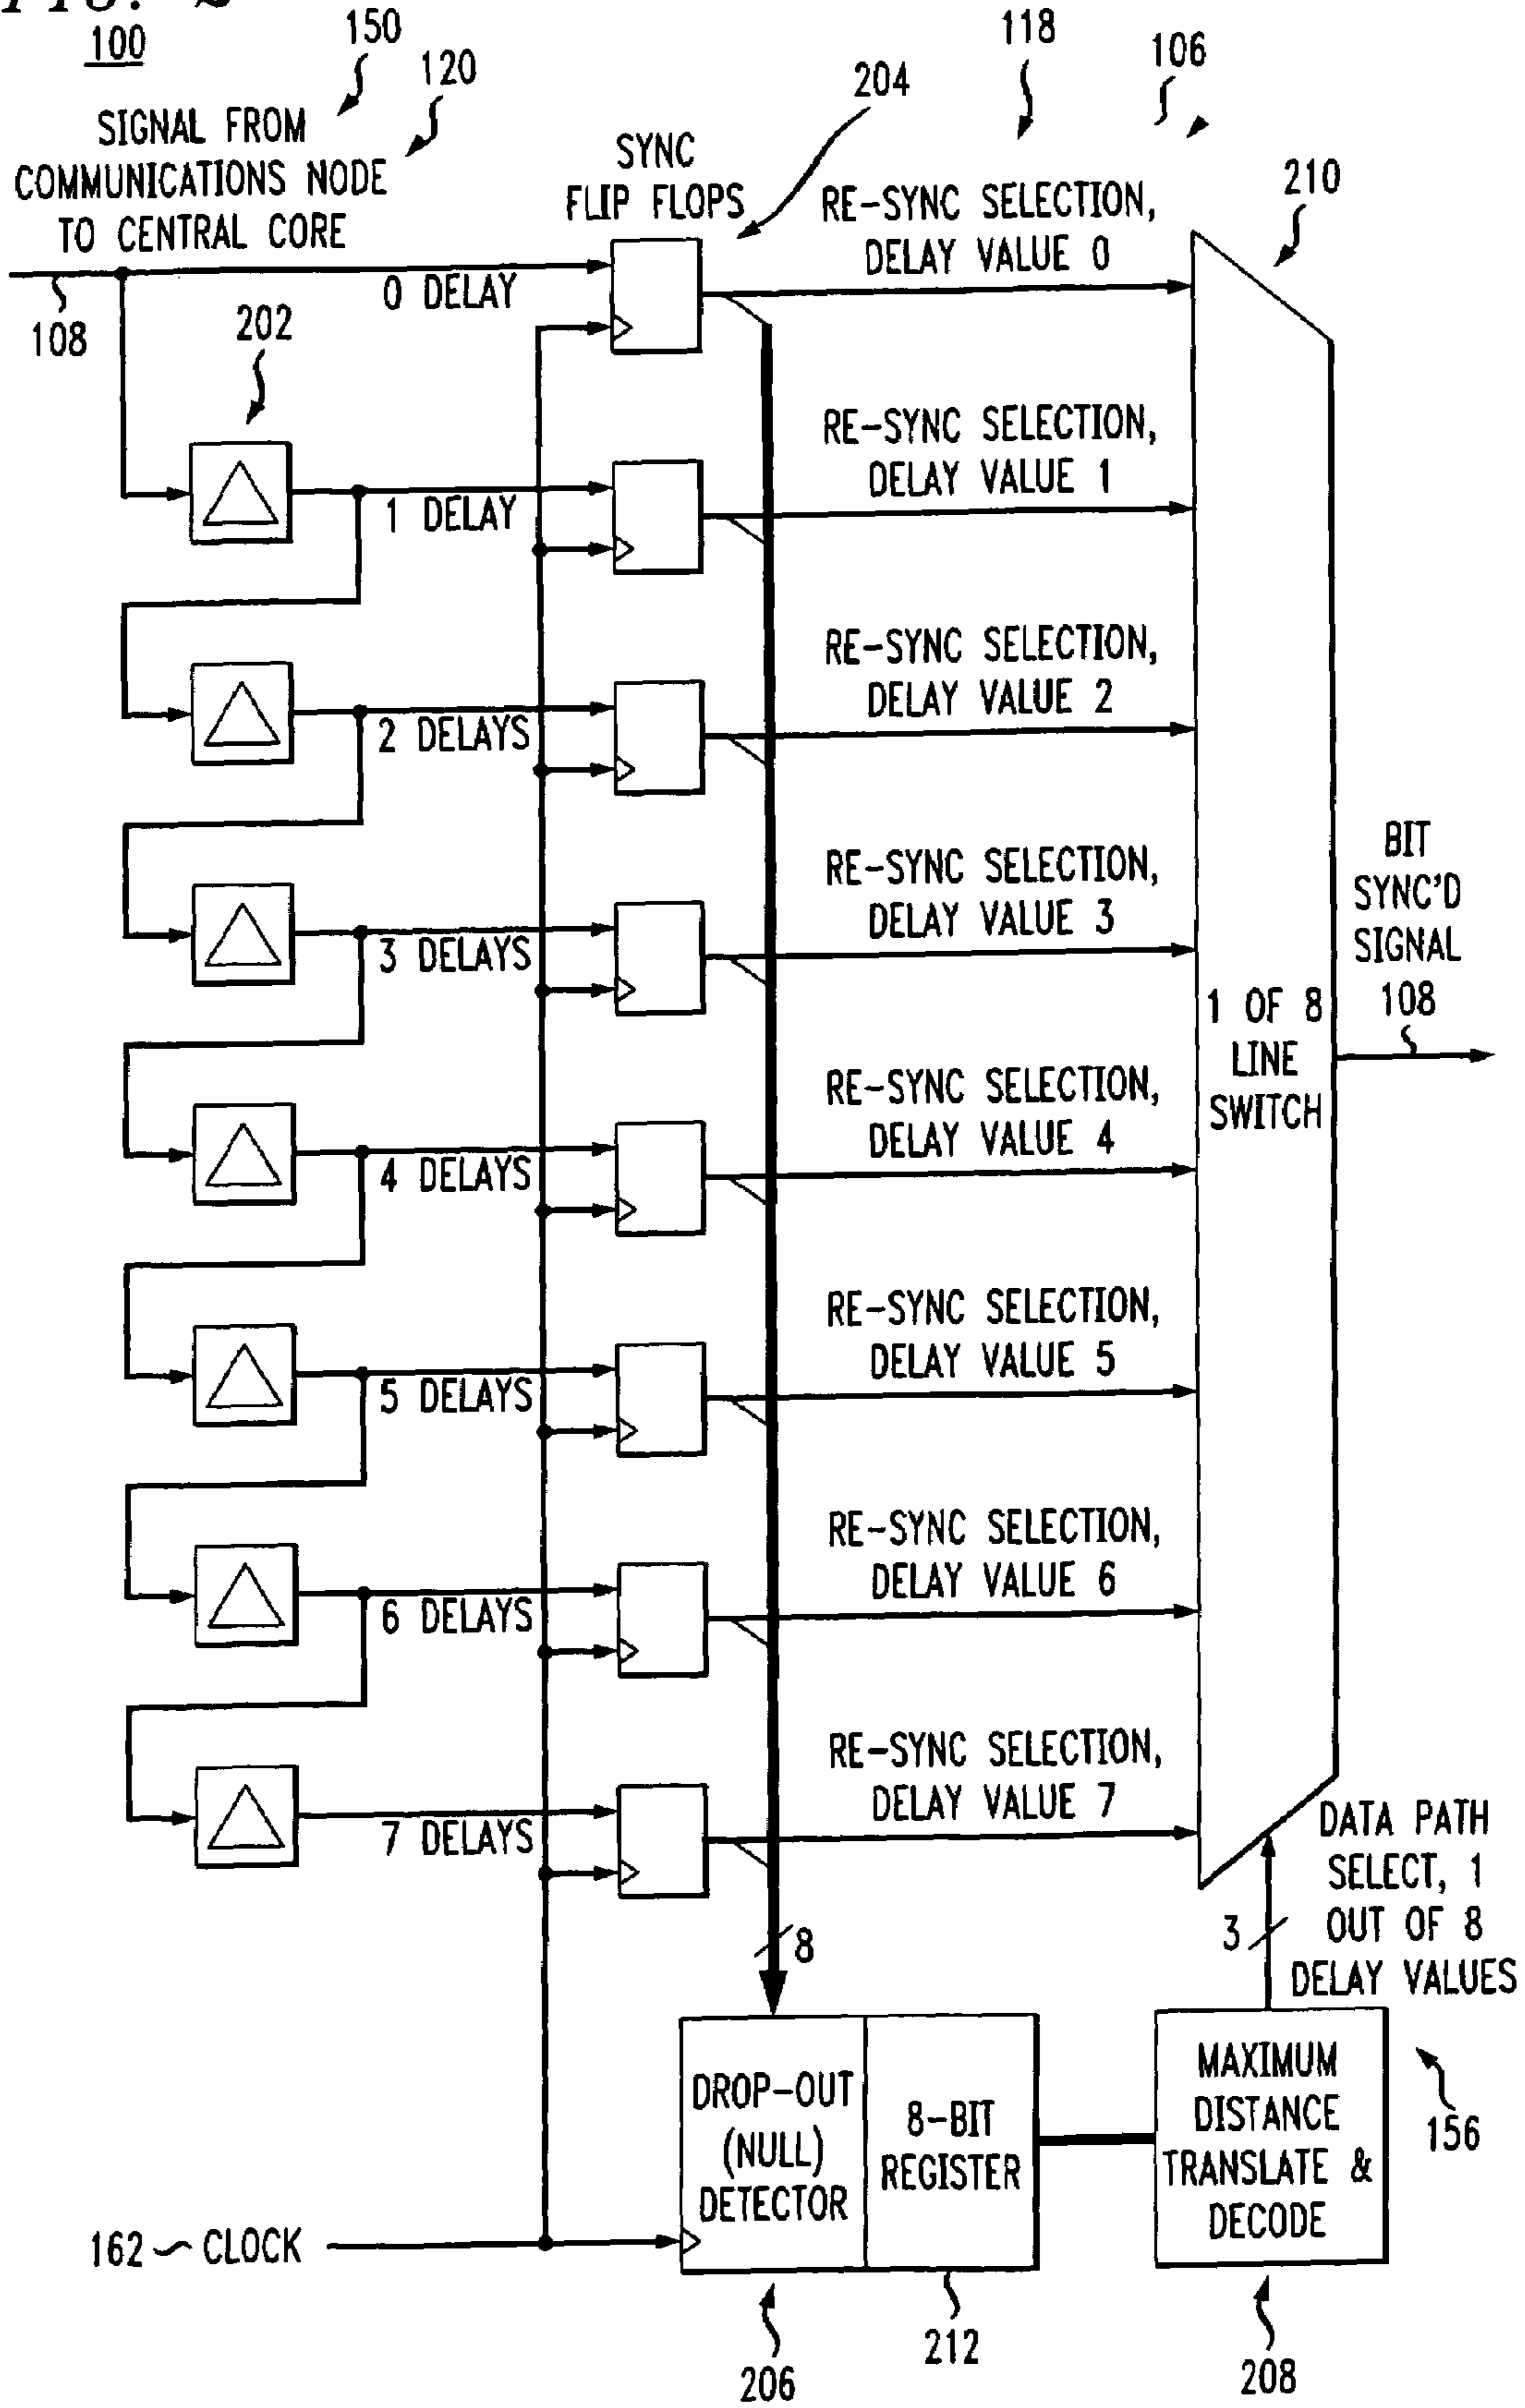 FIG. 2
100
150
120
118
106
204
210
SIGNAL FROM
COMMUNICATIONS NODE
TO CENTRAL CORE
SYNC
FLIP FLOPS
RE-SYNC SELECTION,
DELAY VALUE 0
0 DELAY
108
202
RE-SYNC SELECTION,
DELAY VALUE 1
1 DELAY
RE-SYNC SELECTION,
DELAY VALUE 2
2 DELAYS
RE-SYNC SELECTION,
DELAY VALUE 3
3 DELAYS
BIT
SYNC'D
SIGNAL
108
1 OF 8
LINE
SWITCH
RE-SYNC SELECTION,
DELAY VALUE 4
4 DELAYS
RE-SYNC SELECTION,
DELAY VALUE 5
5 DELAYS
RE-SYNC SELECTION,
DELAY VALUE 6
6 DELAYS
RE-SYNC SELECTION,
DELAY VALUE 7
7 DELAYS
DATA PATH
SELECT, 1
OUT OF 8
DELAY VALUES
3
8
DROP-OUT
(NULL)
DETECTOR
8-BIT
REGISTER
MAXIMUM
DISTANCE
TRANSLATE &
DECODE
156
162 CLOCK
206
212
208